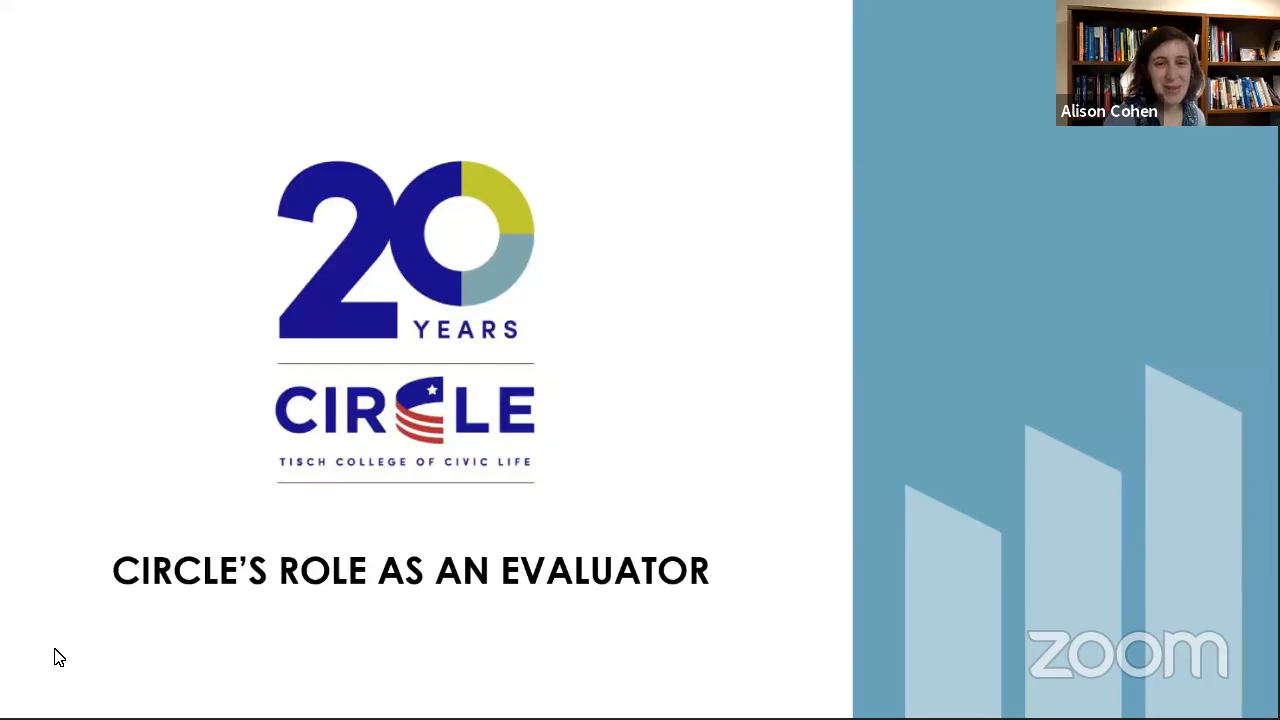 Alison Cohen
20
YEARS
CIRCLE
TISCH COLLEGE OF CIVIC LIFE
CIRCLE’S ROLE AS AN EVALUATOR
zoom